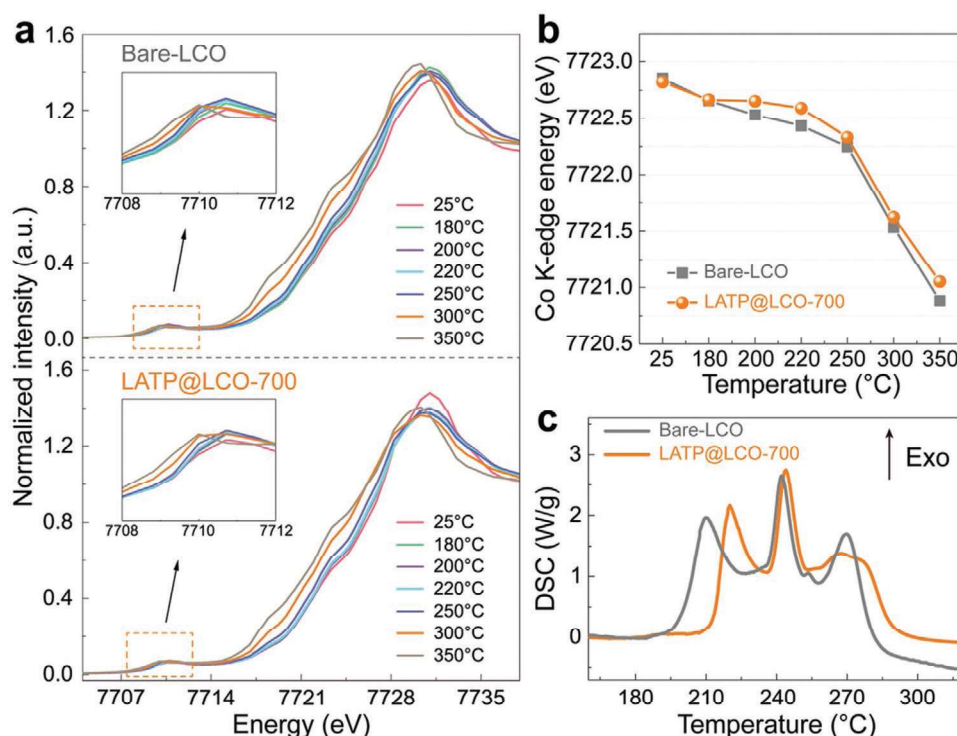 a
Bare-LCO
7708 7710 7712
25°C
180°C
200°C
220°C
250°C
300°C
350°C
1.6
1.2
0.8
0.4
0.0
LATP@LCO-700
7708 7710 7712
25°C
180°C
200°C
220°C
250°C
300°C
350°C
1.6
1.2
0.8
0.4
0.0
Normalized intensity (a.u.)
7707 7714 7721 7728 7735
Energy (eV)
b
7723.0
7722.5
7722.0
7721.5
7721.0
7720.5
Co K-edge energy (eV)
Bare-LCO
LATP@LCO-700
25 180 200 220 250 300 350
Temperature (°C)
c
Bare-LCO
LATP@LCO-700
Exo
3
2
1
0
DSC (W/g)
180 210 240 270 300
Temperature (°C)